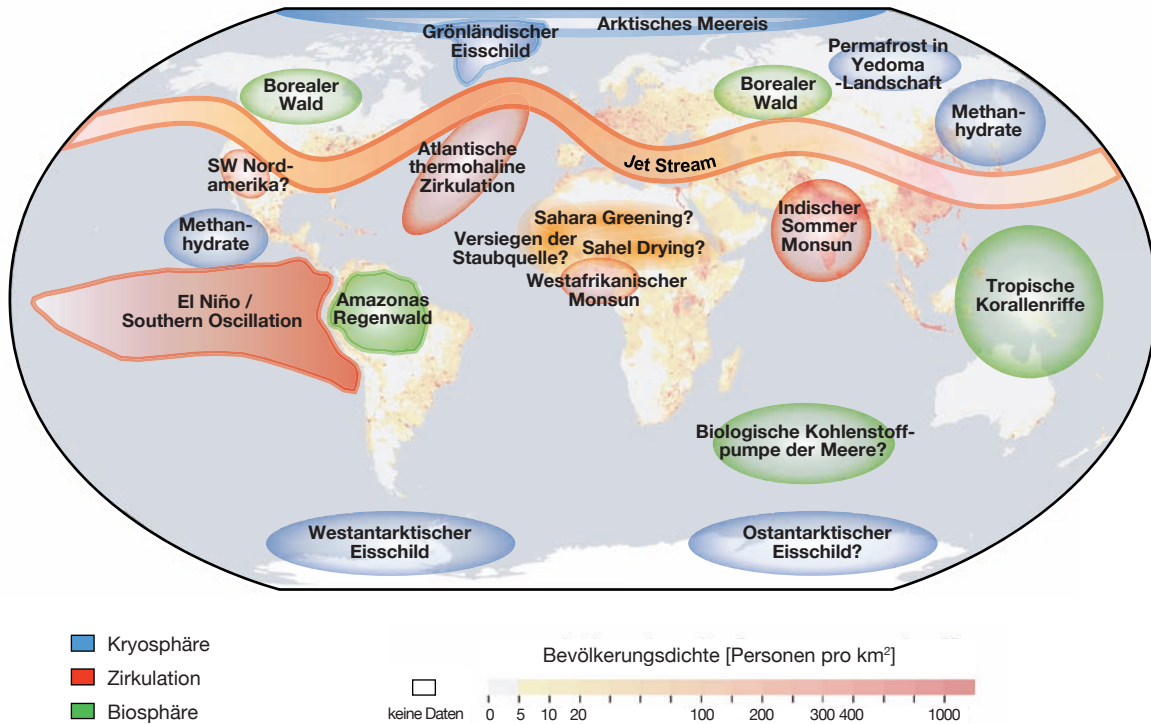 Arktisches Meereis
Grönländischer
Eisschild
Permafrost in
Yedoma
-Landschaft
Borealer
Wald
Borealer
Wald
Methan-
hydrate
Atlantische
thermohaline
Zirkulation
Jet Stream
SW Nord-
amerika?
Methan-
hydrate
Sahara Greening?
Versiegen der
Staubquelle?
Sahel Drying?
Westafrikanischer
Monsun
Indischer
Sommer
Monsun
El Niño /
Southern Oscillation
Amazonas
Regenwald
Tropische
Korallenriffe
Biologische Kohlenstoff-
pumpe der Meere?
Westantarktischer
Eisschild
Ostantarktischer
Eisschild?
Kryosphäre
Zirkulation
Biosphäre
Bevölkerungsdichte [Personen pro km²]
keine Daten
0 5 10 20 100 200 300 400 1000